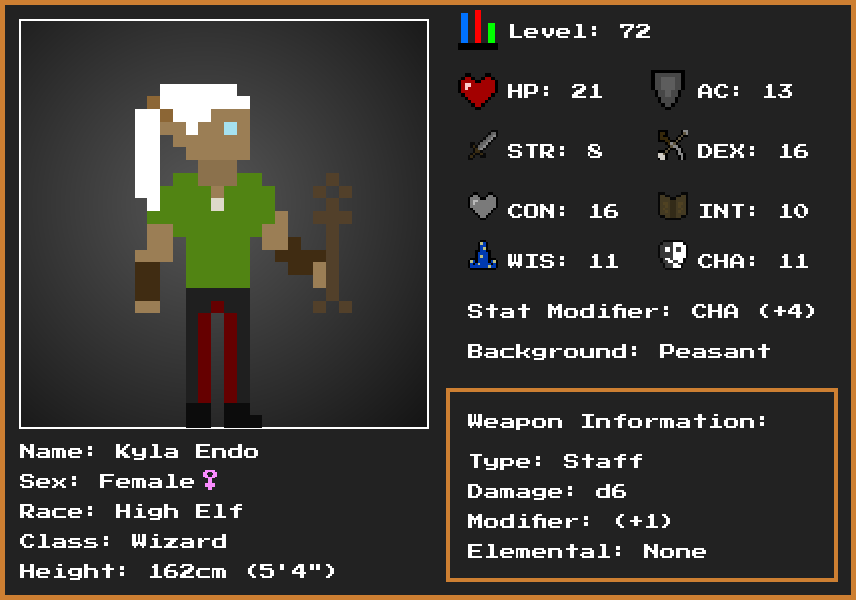 Level: 72
HP: 21
AC: 13
STR: 8
DEX: 16
CON: 16
INT: 10
WIS: 11
CHA: 11
Stat Modifier: CHA (+4)
Background: Peasant
Weapon Information:
Type: Staff
Damage: d6
Modifier: (+1)
Elemental: None
Name: Kyla Endo
Sex: Female♀
Race: High Elf
Class: Wizard
Height: 162cm (5'4")